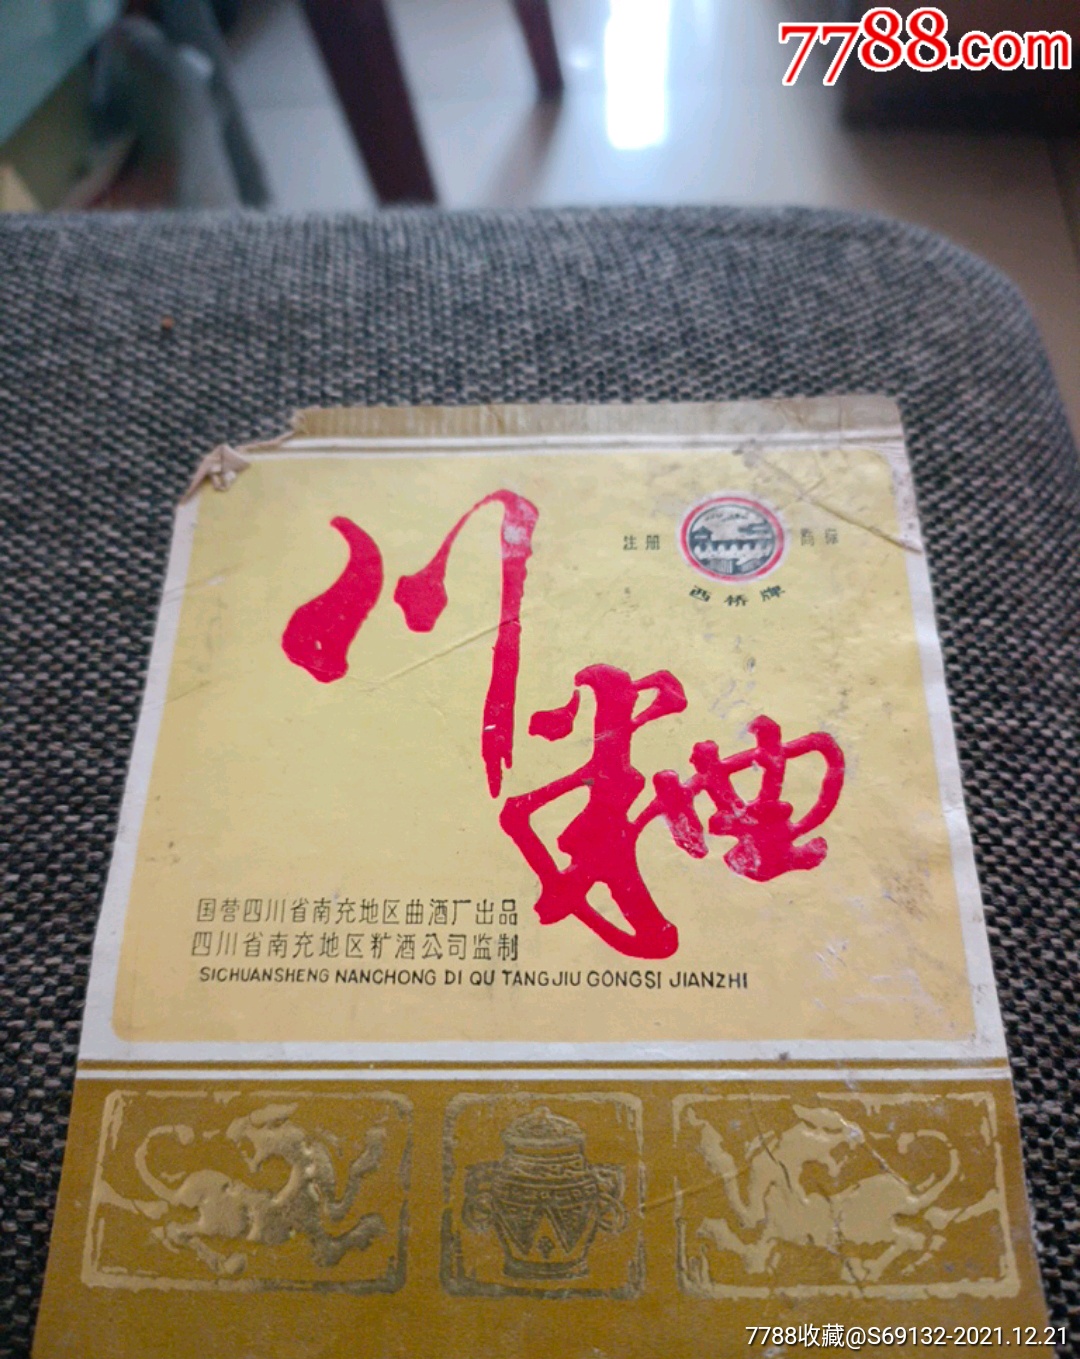 7788.com
注册 商标
西桥牌
川麯
国营四川省南充地区曲酒厂出品
四川省南充地区糖酒公司监制
SICHUANSHENG NANCHONG DI QU TANGJIU GONGSI JIANZHI
7788收藏@S69132-2021.12.21